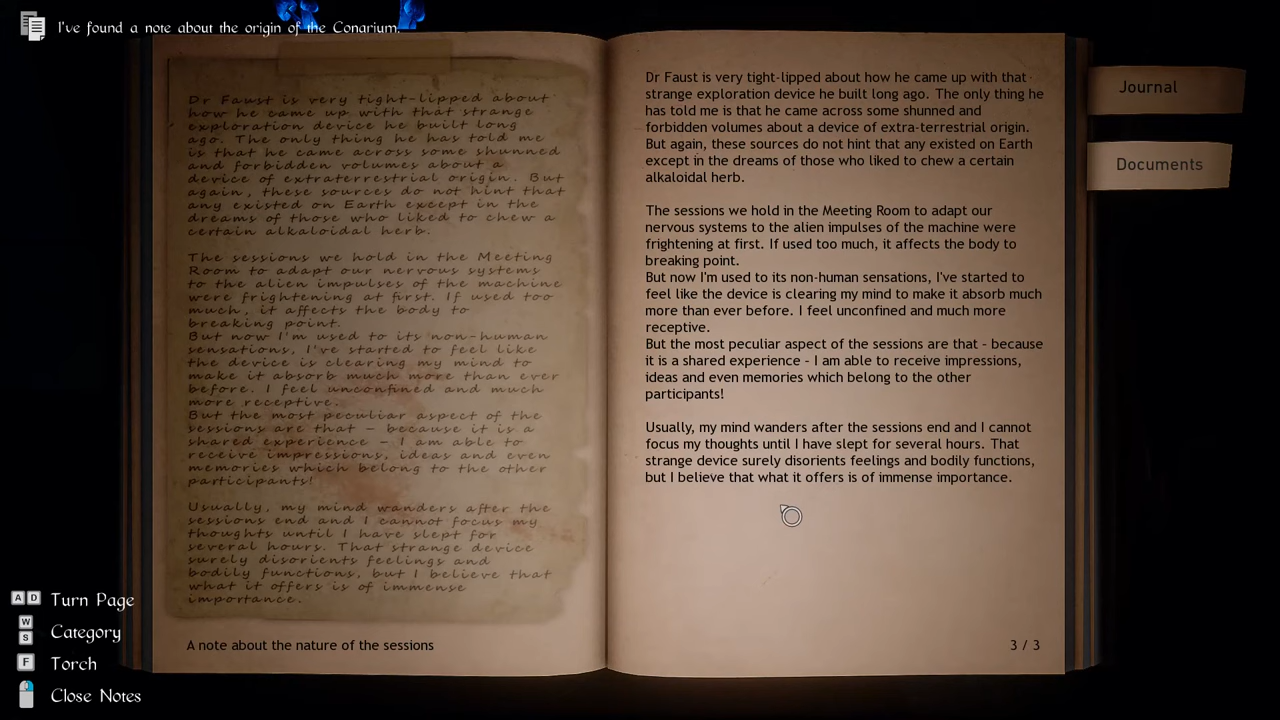 I've found a note about the origin of the Conarium.
Dr Faust is very tight-lipped about
how he came up with that strange
exploration device he built long
ago. The only thing he has told me
is that he came across some shunned
and forbidden volumes about a
device of extraterrestrial origin. But
again, these sources do not hint that
any existed on Earth except in the
dreams of those who liked to chew a
certain alkaloidal herb.
The sessions we hold in the Meeting
Room to adapt our nervous systems
to the alien impulses of the machine
were frightening at first. If used too
much, it affects the body to
breaking point.
But now I'm used to its non-human
sensations, I've started to feel like
the device is clearing my mind to
make it absorb much more than ever
before. I feel unconfined and much
more receptive.
But the most peculiar aspect of the
sessions are that - because it is a
shared experience - I am able to
receive impressions, ideas and even
memories which belong to the other
participants!
Usually, my mind wanders after the
sessions end and I cannot focus my
thoughts until I have slept for
several hours. That strange device
surely disorients feelings and
bodily functions, but I believe that
what it offers is of immense
importance.
A note about the nature of the sessions
Dr Faust is very tight-lipped about how he came up with that
strange exploration device he built long ago. The only thing he
has told me is that he came across some shunned and
forbidden volumes about a device of extra-terrestrial origin.
But again, these sources do not hint that any existed on Earth
except in the dreams of those who liked to chew a certain
alkaloidal herb.
The sessions we hold in the Meeting Room to adapt our
nervous systems to the alien impulses of the machine were
frightening at first. If used too much, it affects the body to
breaking point.
But now I'm used to its non-human sensations, I've started to
feel like the device is clearing my mind to make it absorb much
more than ever before. I feel unconfined and much more
receptive.
But the most peculiar aspect of the sessions are that - because
it is a shared experience - I am able to receive impressions,
ideas and even memories which belong to the other
participants!
Usually, my mind wanders after the sessions end and I cannot
focus my thoughts until I have slept for several hours. That
strange device surely disorients feelings and bodily functions,
but I believe that what it offers is of immense importance.
3 / 3
Journal
Documents
A D Turn Page
W S Category
F Torch
Close Notes